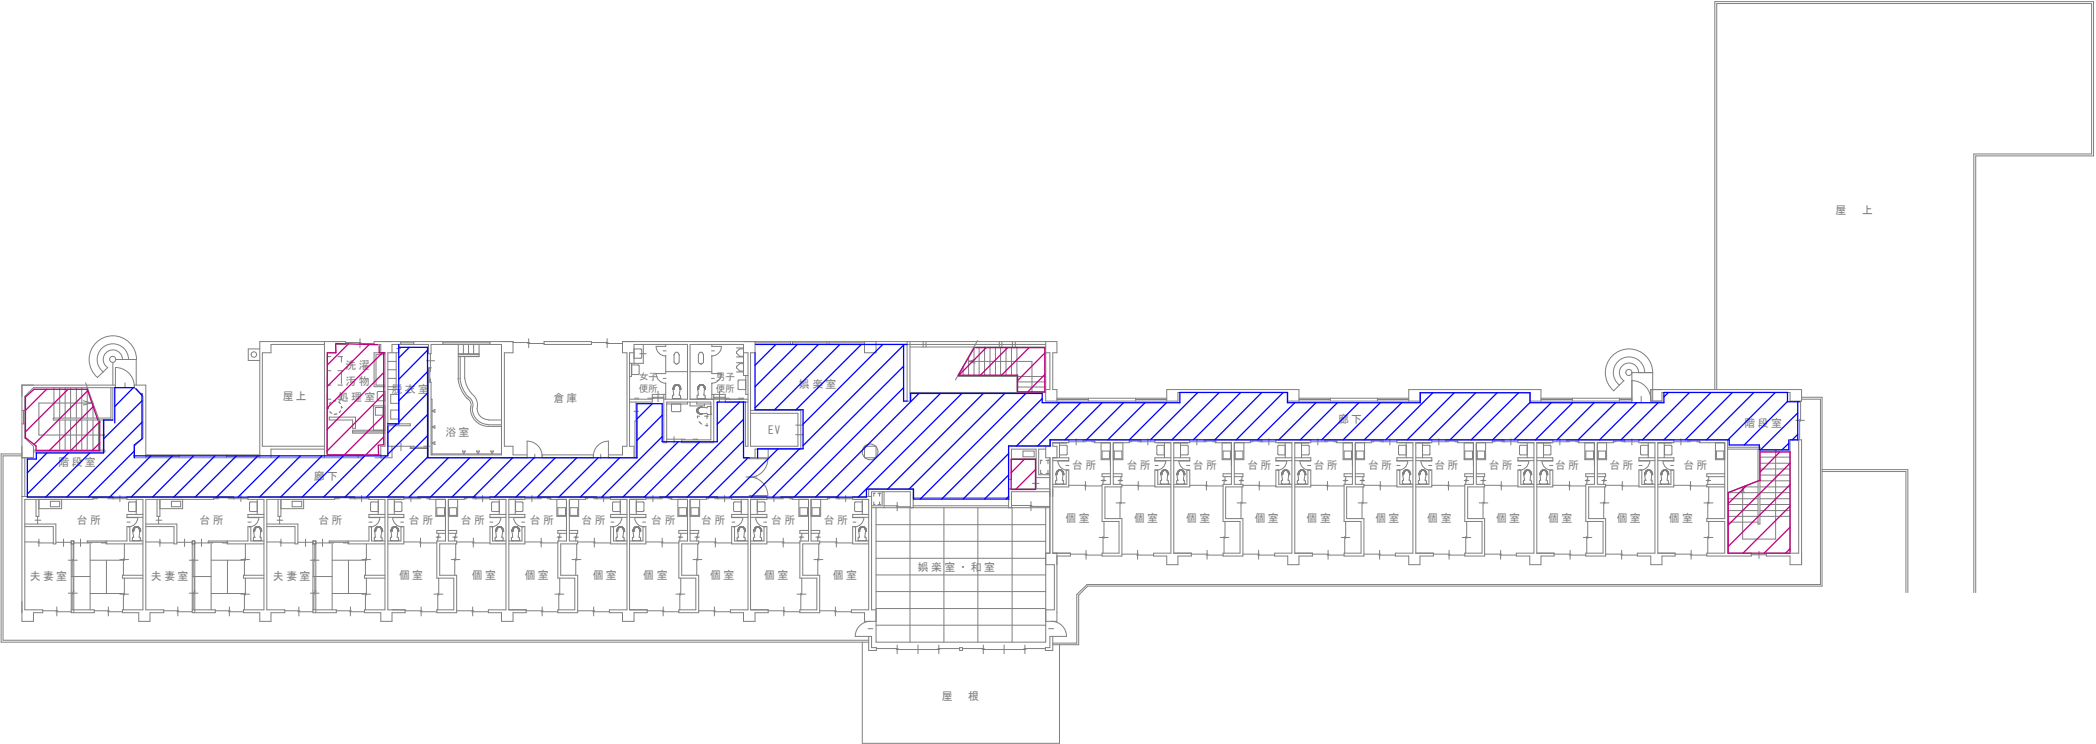 屋 上
屋上
洗濯
汚物
処理室
脱衣室
浴室
倉庫
女子
便所
男子
便所
EV
娯楽室
廊下
階段室
階段室
廊下
台所
台所
台所
台所
台所
台所
台所
台所
台所
台所
台所
夫妻室
夫妻室
夫妻室
個室
個室
個室
個室
個室
個室
個室
個室
台所
台所
台所
台所
台所
台所
台所
台所
台所
台所
台所
個室
個室
個室
個室
個室
個室
個室
個室
個室
個室
個室
娯楽室・和室
屋 根